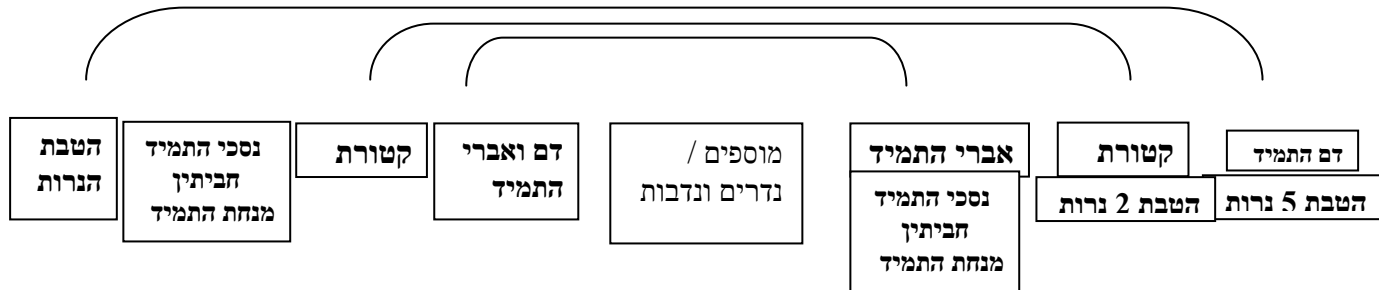 דם התמיד
הטבת 5 נרות
קטורת
הטבת 2 נרות
אברי התמיד
נסכי התמיד
חביתין
מנחת התמיד
מוספים /
נדרים ונדבות
דם ואברי
התמיד
קטורת
נסכי התמיד
חביתין
מנחת התמיד
הטבת
הנרות